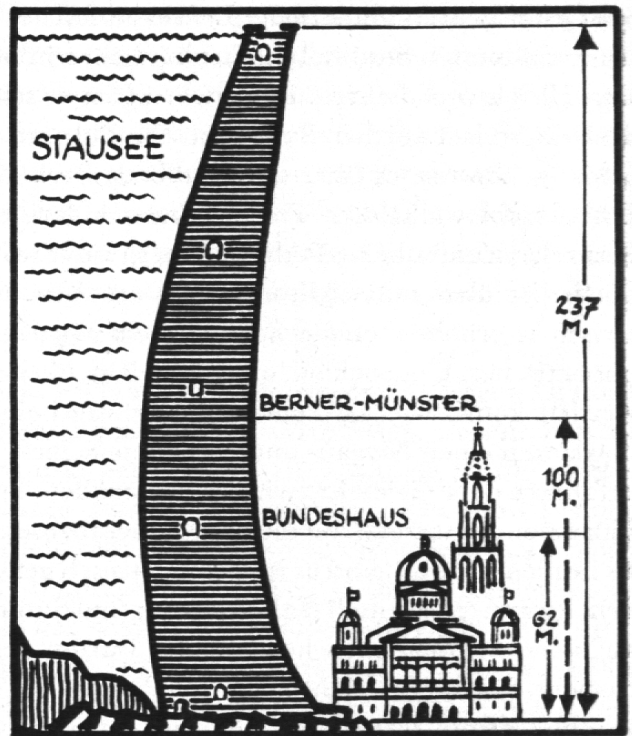 STAUSEE
237
M.
BERNER-MÜNSTER
100
M.
BUNDESHAUS
62
M.